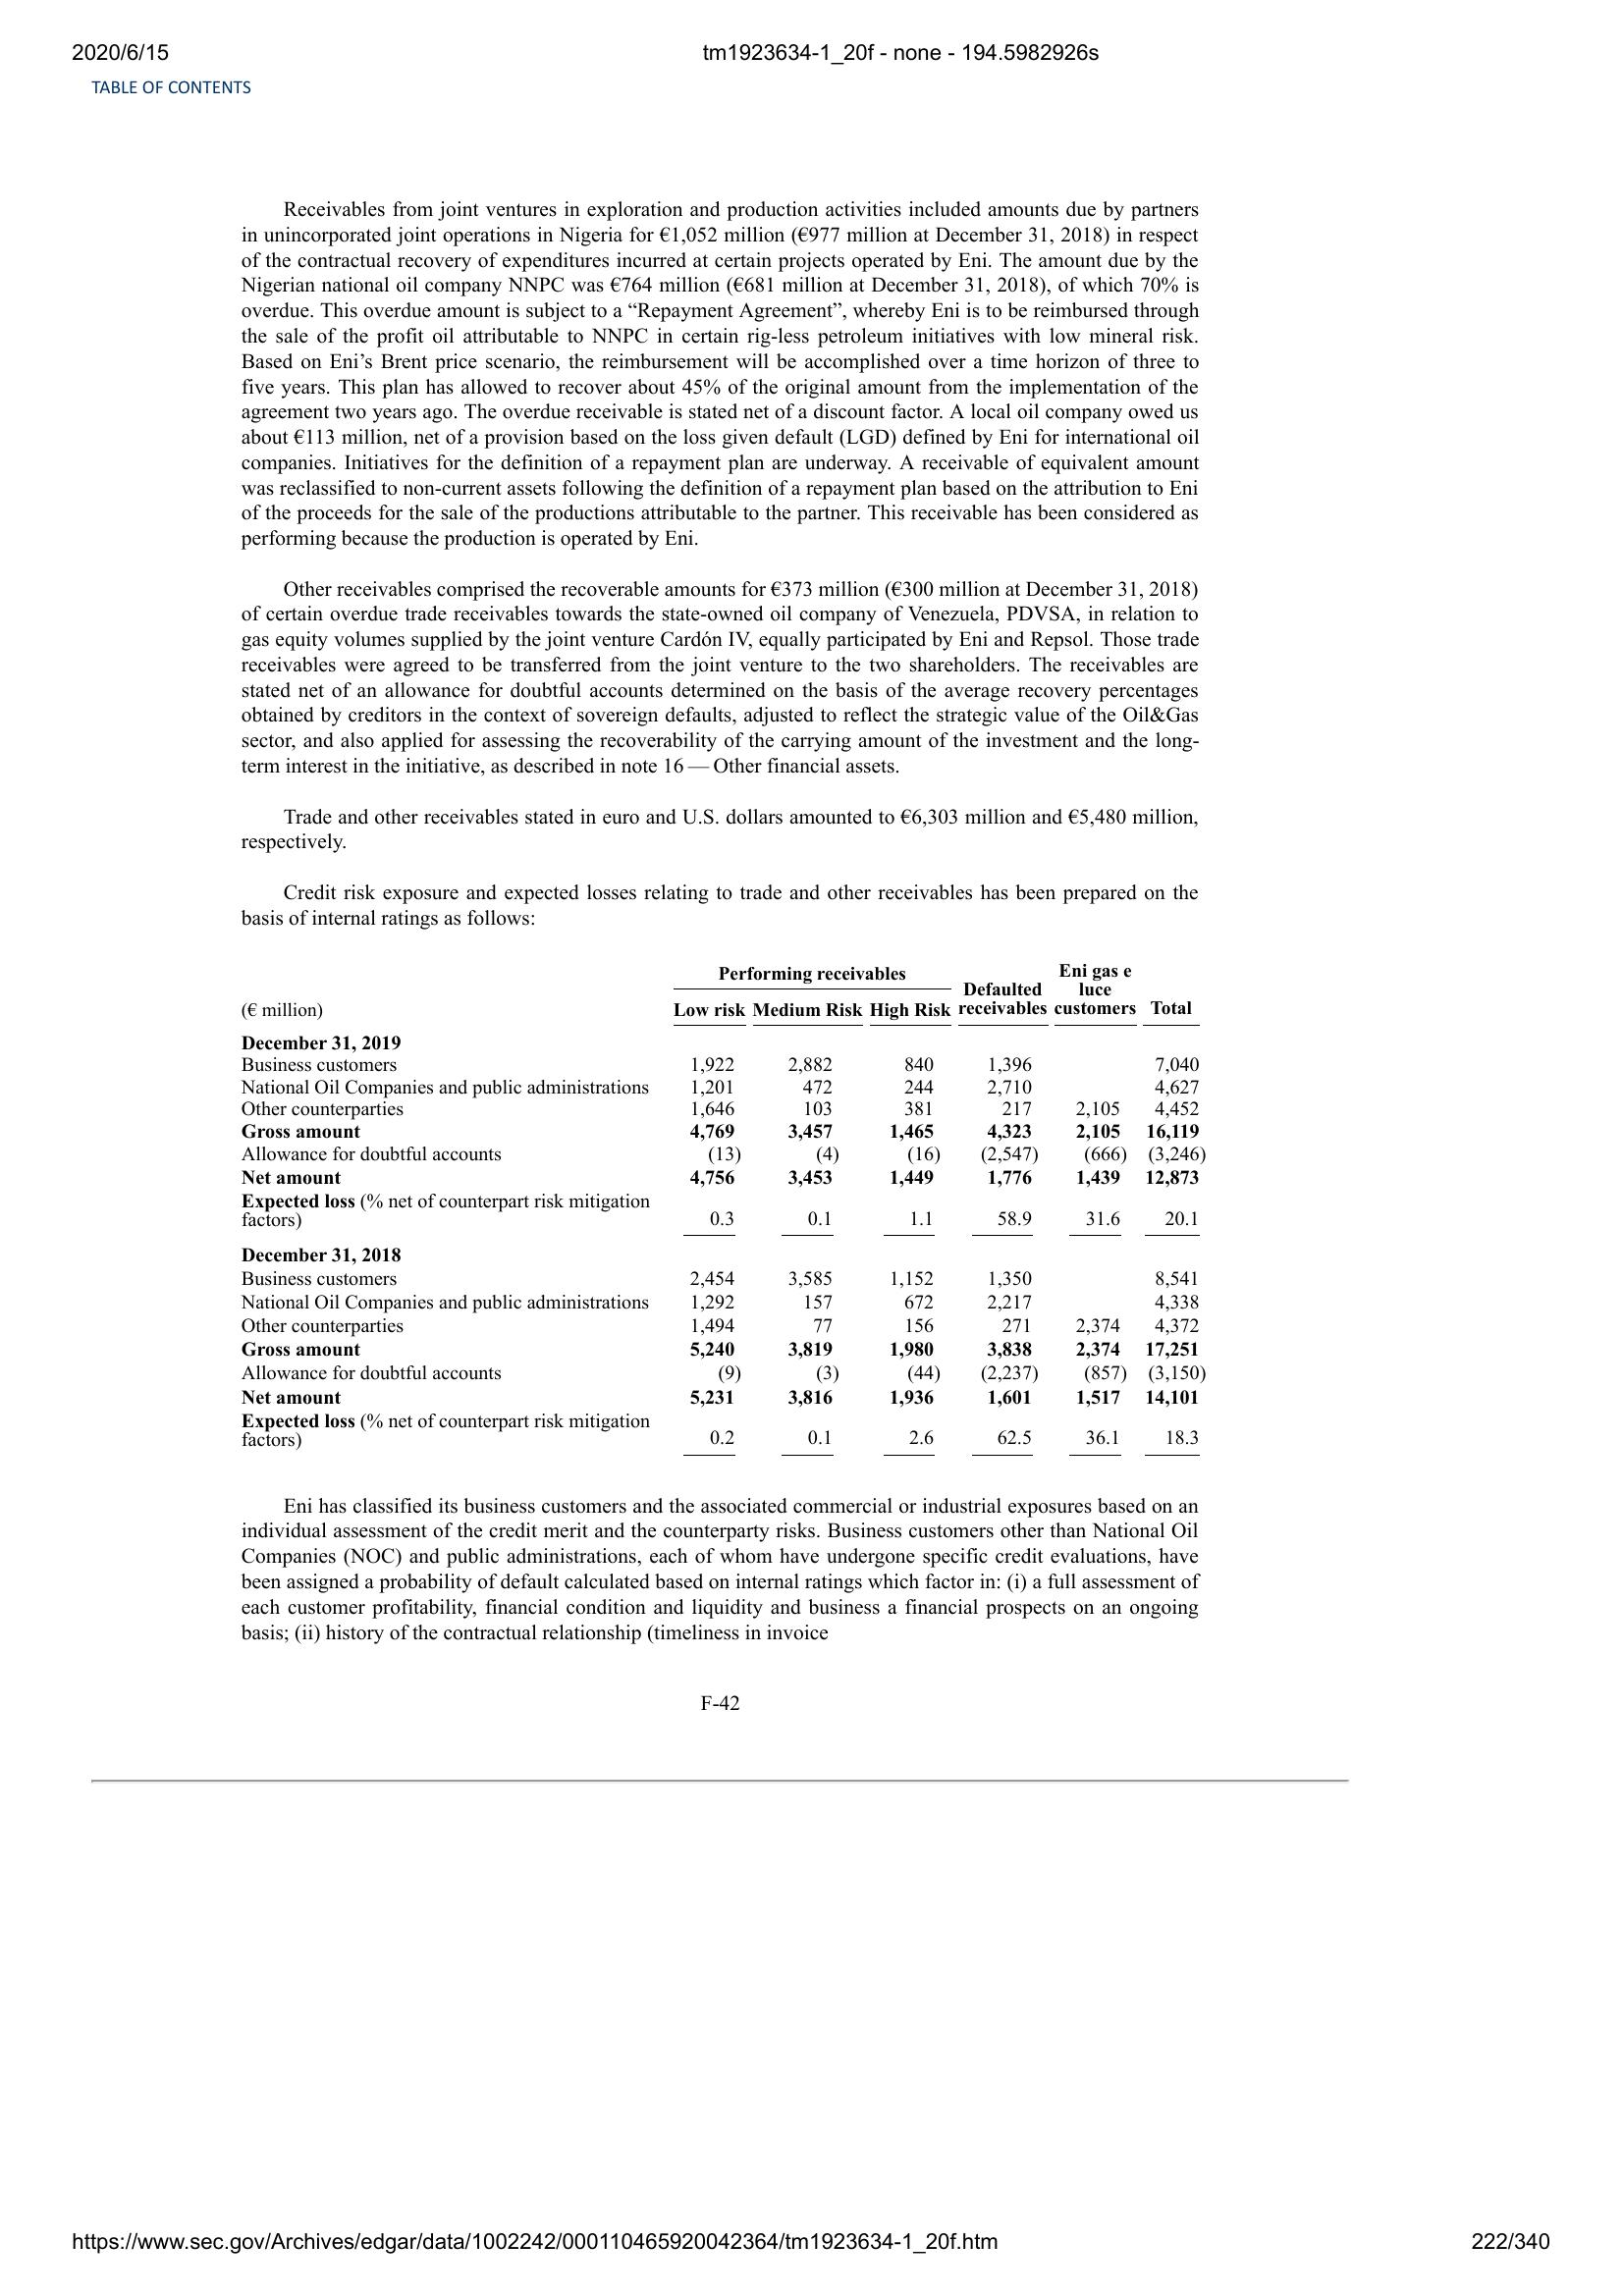 2020/6/15 tm1923634-1_20f - none - 194.5982926s
TABLE OF CONTENTS
Receivables from joint ventures in exploration and production activities included amounts due by partners
in unincorporated joint operations in Nigeria for €1,052 million (€977 million at December 31, 2018) in respect
of the contractual recovery of expenditures incurred at certain projects operated by Eni. The amount due by the
Nigerian national oil company NNPC was €764 million (€681 million at December 31, 2018), of which 70% is
overdue. This overdue amount is subject to a “Repayment Agreement”, whereby Eni is to be reimbursed through
the sale of the profit oil attributable to NNPC in certain rig-less petroleum initiatives with low mineral risk.
Based on Eni’s Brent price scenario, the reimbursement will be accomplished over a time horizon of three to
five years. This plan has allowed to recover about 45% of the original amount from the implementation of the
agreement two years ago. The overdue receivable is stated net of a discount factor. A local oil company owed us
about €113 million, net of a provision based on the loss given default (LGD) defined by Eni for international oil
companies. Initiatives for the definition of a repayment plan are underway. A receivable of equivalent amount
was reclassified to non-current assets following the definition of a repayment plan based on the attribution to Eni
of the proceeds for the sale of the productions attributable to the partner. This receivable has been considered as
performing because the production is operated by Eni.
Other receivables comprised the recoverable amounts for €373 million (€300 million at December 31, 2018)
of certain overdue trade receivables towards the state-owned oil company of Venezuela, PDVSA, in relation to
gas equity volumes supplied by the joint venture Cardón IV, equally participated by Eni and Repsol. Those trade
receivables were agreed to be transferred from the joint venture to the two shareholders. The receivables are
stated net of an allowance for doubtful accounts determined on the basis of the average recovery percentages
obtained by creditors in the context of sovereign defaults, adjusted to reflect the strategic value of the Oil&Gas
sector, and also applied for assessing the recoverability of the carrying amount of the investment and the long-
term interest in the initiative, as described in note 16 — Other financial assets.
Trade and other receivables stated in euro and U.S. dollars amounted to €6,303 million and €5,480 million,
respectively.
Credit risk exposure and expected losses relating to trade and other receivables has been prepared on the
basis of internal ratings as follows:
Performing receivables Eni gas e
Defaulted luce
(€ million) Low risk Medium Risk High Risk receivables customers Total
December 31, 2019
Business customers 1,922 2,882 840 1,396 7,040
National Oil Companies and public administrations 1,201 472 244 2,710 4,627
Other counterparties 1,646 103 381 217 2,105 4,452
Gross amount 4,769 3,457 1,465 4,323 2,105 16,119
Allowance for doubtful accounts (13) (4) (16) (2,547) (666) (3,246)
Net amount 4,756 3,453 1,449 1,776 1,439 12,873
Expected loss (% net of counterpart risk mitigation
factors) 0.3 0.1 1.1 58.9 31.6 20.1
December 31, 2018
Business customers 2,454 3,585 1,152 1,350 8,541
National Oil Companies and public administrations 1,292 157 672 2,217 4,338
Other counterparties 1,494 77 156 271 2,374 4,372
Gross amount 5,240 3,819 1,980 3,838 2,374 17,251
Allowance for doubtful accounts (9) (3) (44) (2,237) (857) (3,150)
Net amount 5,231 3,816 1,936 1,601 1,517 14,101
Expected loss (% net of counterpart risk mitigation
factors) 0.2 0.1 2.6 62.5 36.1 18.3
Eni has classified its business customers and the associated commercial or industrial exposures based on an
individual assessment of the credit merit and the counterparty risks. Business customers other than National Oil
Companies (NOC) and public administrations, each of whom have undergone specific credit evaluations, have
been assigned a probability of default calculated based on internal ratings which factor in: (i) a full assessment of
each customer profitability, financial condition and liquidity and business a financial prospects on an ongoing
basis; (ii) history of the contractual relationship (timeliness in invoice
F-42
https://www.sec.gov/Archives/edgar/data/1002242/000110465920042364/tm1923634-1_20f.htm 222/340